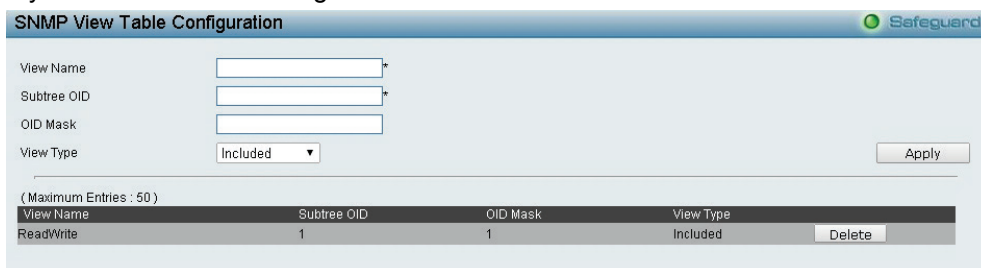 SNMP View Table Configuration Safeguard
View Name *
Subtree OID *
OID Mask
View Type Included Apply
( Maximum Entries : 50 )
View Name Subtree OID OID Mask View Type
ReadWrite 1 1 Included Delete